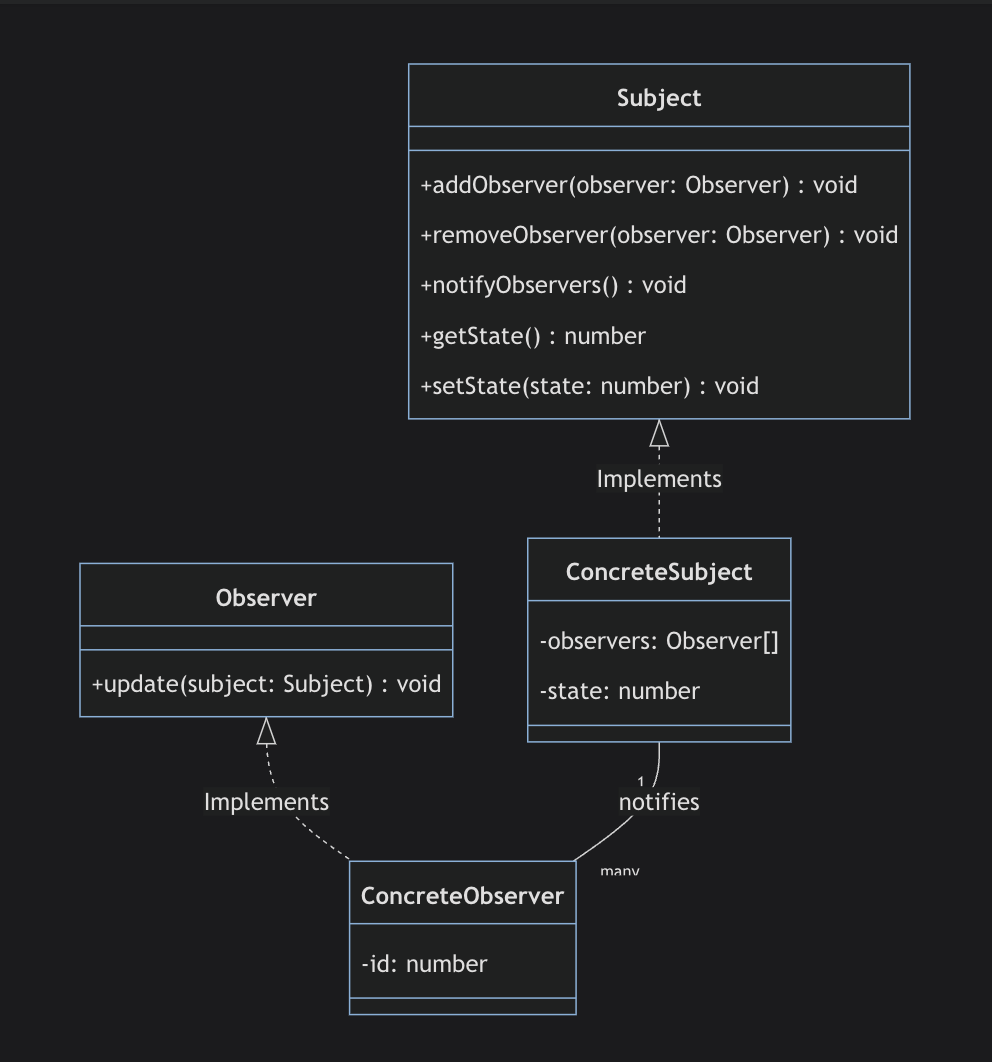 Subject
+addObserver(observer: Observer) : void
+removeObserver(observer: Observer) : void
+notifyObservers() : void
+getState() : number
+setState(state: number) : void
Implements
ConcreteSubject
-observers: Observer[]
-state: number
Observer
+update(subject: Subject) : void
Implements
1
notifies
many
ConcreteObserver
-id: number